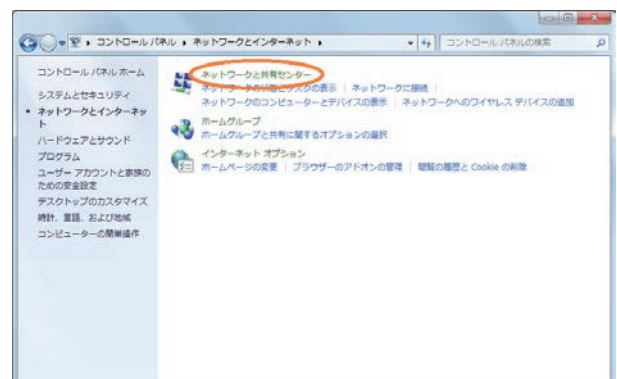 コントロール パネル ▸ ネットワークとインターネット ▸
コントロール パネルの検索
コントロール パネル ホーム
システムとセキュリティ
ネットワークとインターネッ
ト
ハードウェアとサウンド
プログラム
ユーザー アカウントと家族の
ための安全設定
デスクトップのカスタマイズ
時計、言語、および地域
コンピューターの簡単操作
ネットワークと共有センター
ネットワークの状態とタスクの表示 | ネットワークに接続
ネットワークのコンピューターとデバイスの表示 | ネットワークへのワイヤレス デバイスの追加
ホームグループ
ホームグループと共有に関するオプションの選択
インターネット オプション
ホームページの変更 | ブラウザーのアドオンの管理 | 閲覧の履歴と Cookie の削除